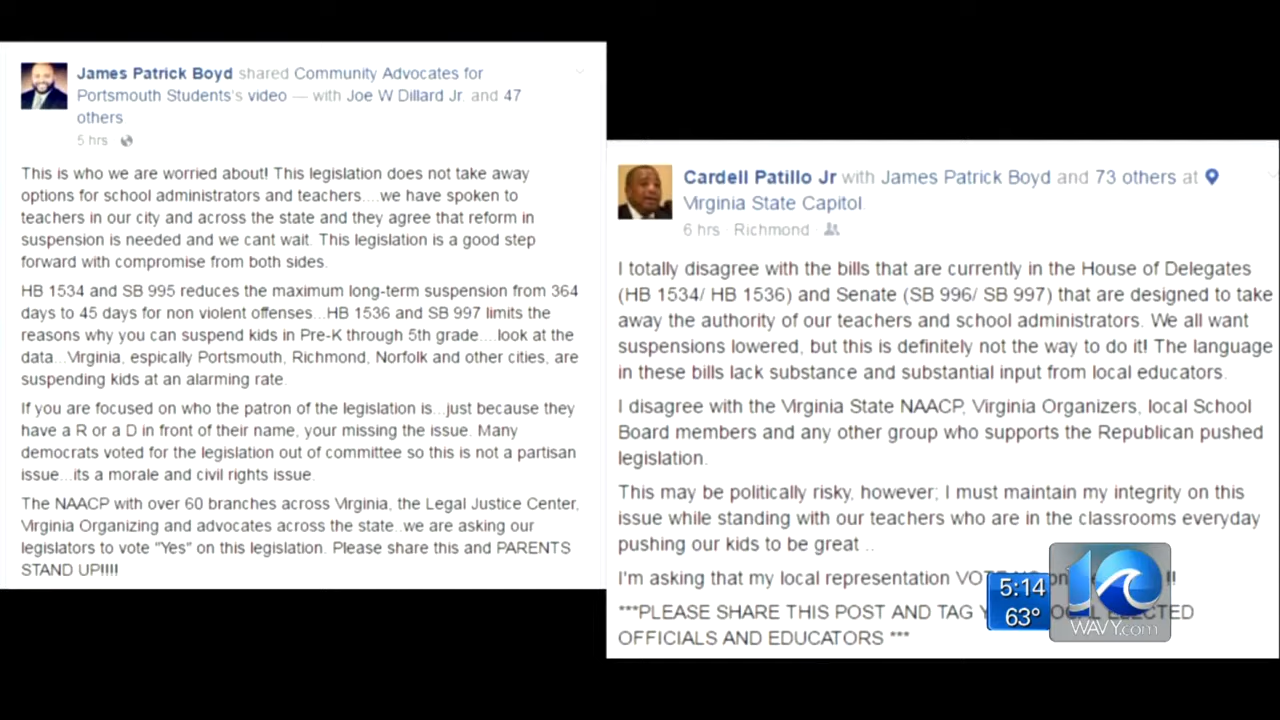 James Patrick Boyd shared Community Advocates for
Portsmouth Students's video — with Joe W Dillard Jr. and 47
others
5 hrs
This is who we are worried about! This legislation does not take away
options for school administrators and teachers....we have spoken to
teachers in our city and across the state and they agree that reform in
suspension is needed and we cant wait. This legislation is a good step
forward with compromise from both sides.
HB 1534 and SB 995 reduces the maximum long-term suspension from 364
days to 45 days for non violent offenses...HB 1536 and SB 997 limits the
reasons why you can suspend kids in Pre-K through 5th grade....look at the
data...Virginia, espically Portsmouth, Richmond, Norfolk and other cities, are
suspending kids at an alarming rate.
If you are focused on who the patron of the legislation is...just because they
have a R or a D in front of their name, your missing the issue. Many
democrats voted for the legislation out of committee so this is not a partisan
issue...its a morale and civil rights issue.
The NAACP with over 60 branches across Virginia, the Legal Justice Center,
Virginia Organizing and advocates across the state..we are asking our
legislators to vote "Yes" on this legislation. Please share this and PARENTS
STAND UP!!!!
Cardell Patillo Jr with James Patrick Boyd and 73 others at
Virginia State Capitol.
6 hrs · Richmond
I totally disagree with the bills that are currently in the House of Delegates
(HB 1534/ HB 1536) and Senate (SB 996/ SB 997) that are designed to take
away the authority of our teachers and school administrators. We all want
suspensions lowered, but this is definitely not the way to do it! The language
in these bills lack substance and substantial input from local educators.
I disagree with the Virginia State NAACP, Virginia Organizers, local School
Board members and any other group who supports the Republican pushed
legislation.
This may be politically risky, however; I must maintain my integrity on this
issue while standing with our teachers who are in the classrooms everyday
pushing our kids to be great ..
I'm asking that my local representation !!
***PLEASE SHARE THIS POST AND TAG ELECTED
OFFICIALS AND EDUCATORS ***
5:14
63°
10
WAVY.com